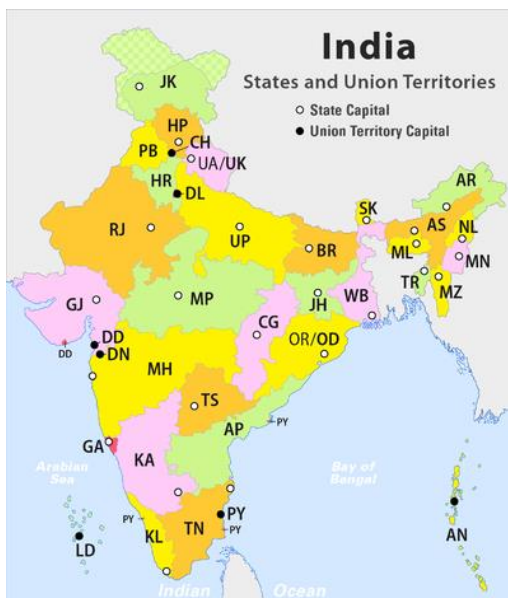 India
States and Union Territories
State Capital
Union Territory Capital
JK
HP
CH
PB
UA/UK
HR
DL
AR
SK
RJ
UP
BR
AS
NL
ML
MN
TR
MZ
GJ
MP
JH
WB
CG
OR/OD
DD
DD
DN
MH
TS
AP
PY
GA
KA
Arabian
Sea
Bay of
Bengal
PY
PY
PY
KL
TN
AN
LD
Indian Ocean